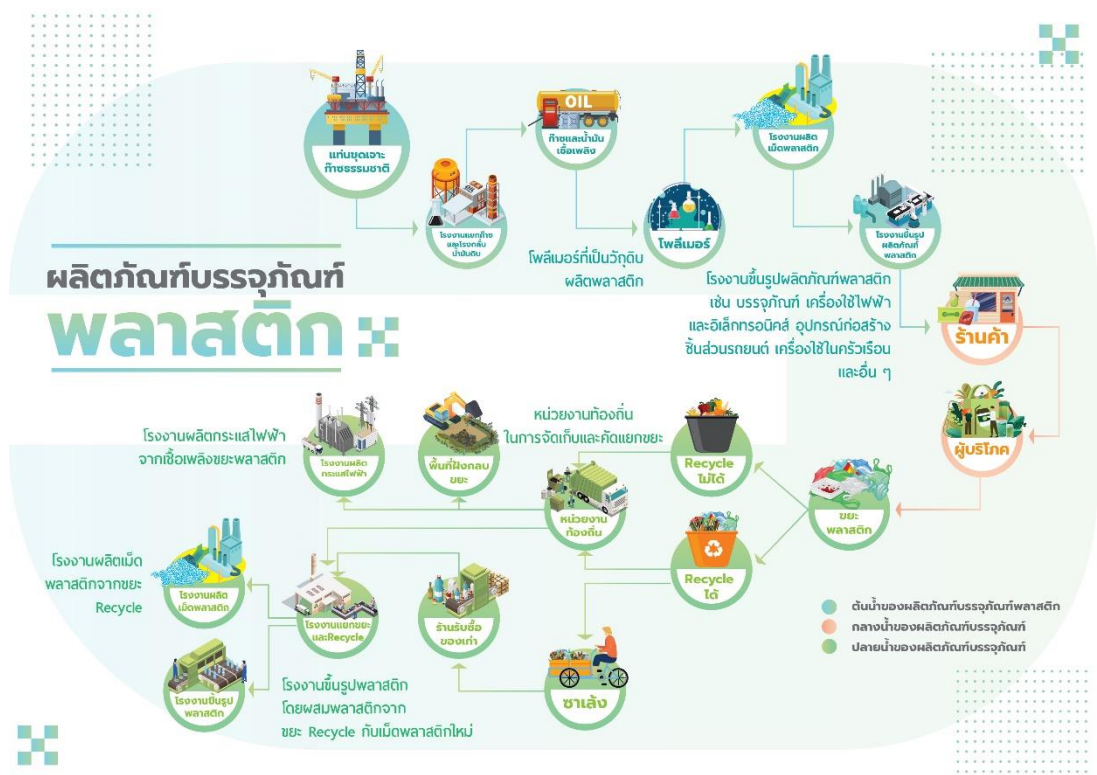 แท่นขุดเจาะ
ก๊าซธรรมชาติ
โรงงานแยกก๊าซ
และโรงกลั่น
น้ำมันดิบ
OIL
ก๊าซและน้ำมัน
เชื้อเพลิง
โพลีเมอร์
โพลีเมอร์ที่เป็นวัถุดิบ
ผลิตพลาสติก
โรงงานผลิต
เม็ดพลาสติก
โรงงานขึ้นรูป
ผลิตภัณฑ์
พลาสติก
โรงงานขึ้นรูปผลิตภัณฑ์พลาสติก
เช่น บรรจุภัณฑ์ เครื่องใช้ไฟฟ้า
และอิเล็กทรอนิคส์ อุปกรณ์ก่อสร้าง
ชิ้นส่วนรถยนต์ เครื่องใช้ในครัวเรือน
และอื่น ๆ
ผลิตภัณฑ์บรรจุภัณฑ์
พลาสติก
ร้านค้า
ผู้บริโภค
ขยะ
พลาสติก
Recycle
ไม่ได้
Recycle
ได้
หน่วยงานท้องถิ่น
ในการจัดเก็บและคัดแยกขยะ
หน่วยงาน
ท้องถิ่น
พื้นที่ฝังกลบ
ขยะ
โรงงานผลิต
กระแสไฟฟ้า
โรงงานผลิตกระแสไฟฟ้า
จากเชื้อเพลิงขยะพลาสติก
ซาเล้ง
ร้านรับซื้อ
ของเก่า
โรงงานแยกขยะ
และRecycle
โรงงานผลิต
เม็ดพลาสติก
โรงงานผลิตเม็ด
พลาสติกจากขยะ
Recycle
โรงงานขึ้นรูป
พลาสติก
โรงงานขึ้นรูปพลาสติก
โดยผสมพลาสติกจาก
ขยะ Recycle กับเม็ดพลาสติกใหม่
ต้นน้ำของผลิตภัณฑ์บรรจุภัณฑ์พลาสติก
กลางน้ำของผลิตภัณฑ์บรรจุภัณฑ์
ปลายน้ำของผลิตภัณฑ์บรรจุภัณฑ์